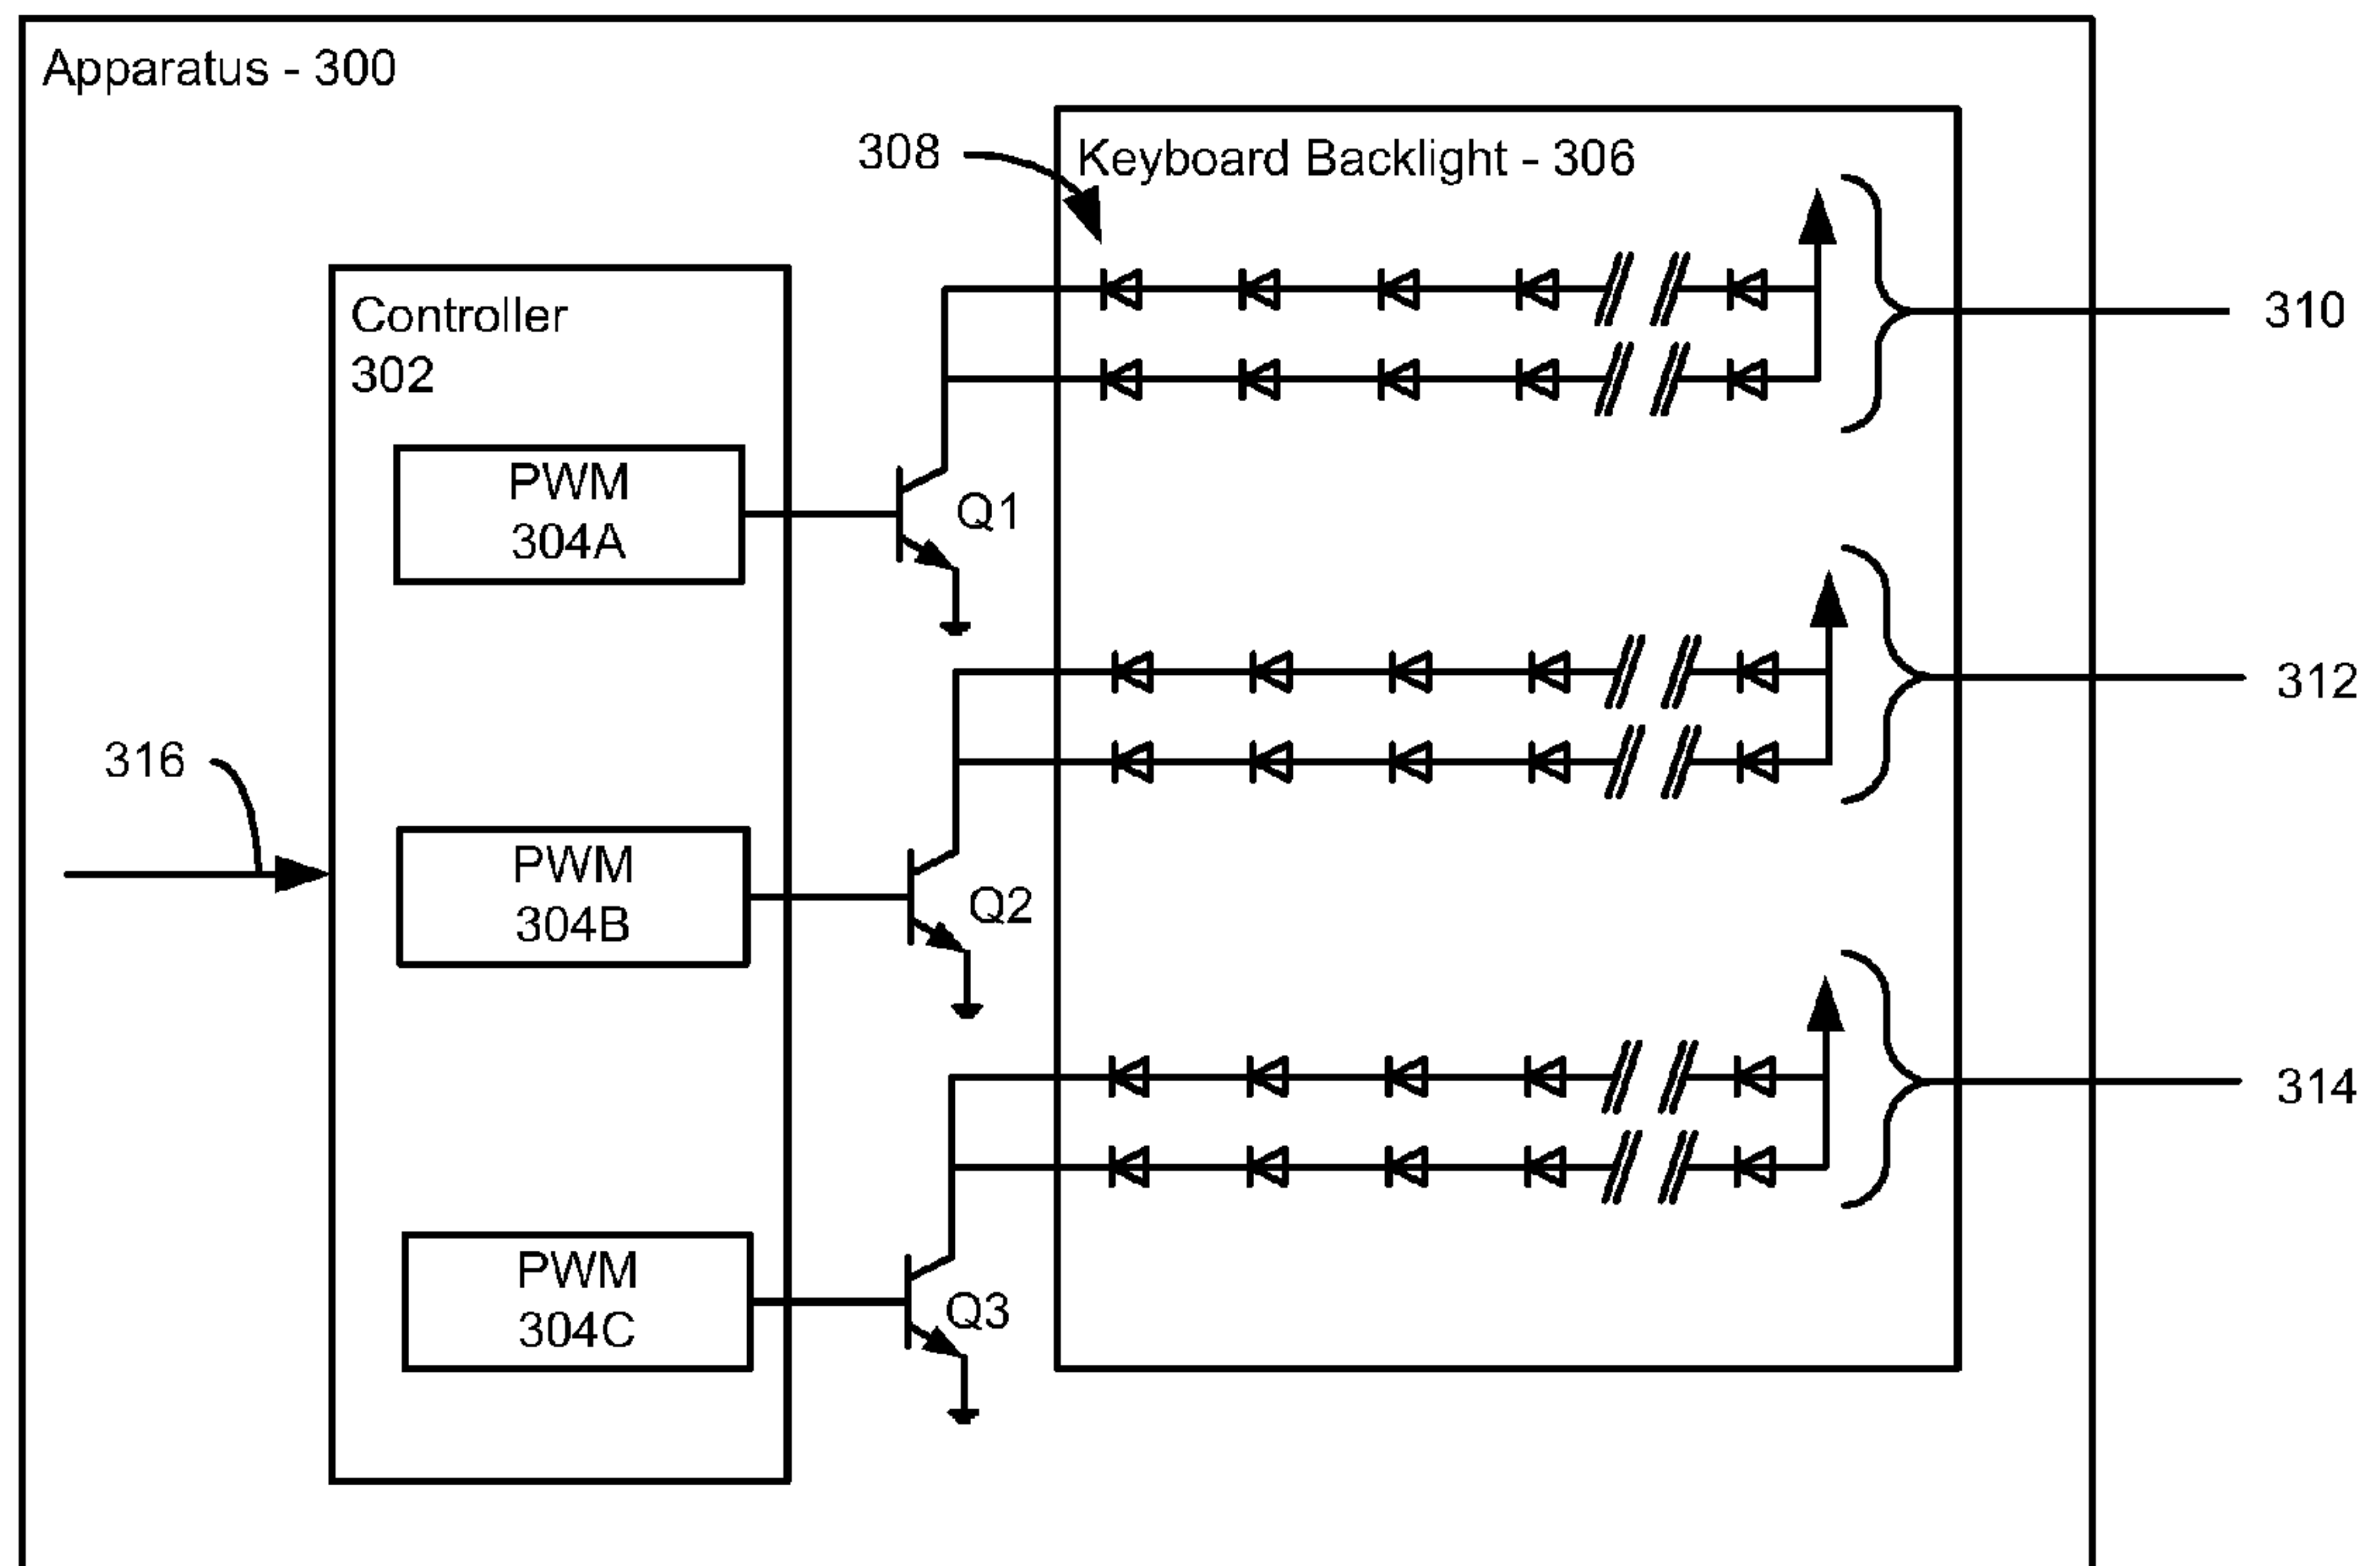 Apparatus - 300
308
Keyboard Backlight - 306
Controller
302
310
PWM
304A
Q1
312
316
PWM
304B
Q2
314
PWM
304C
Q3